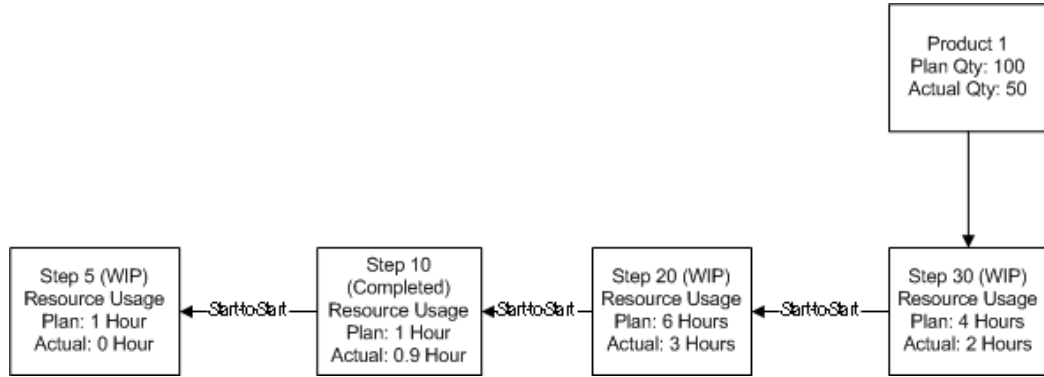 Product 1
Plan Qty: 100
Actual Qty: 50
Step 5 (WIP)
Resource Usage
Plan: 1 Hour
Actual: 0 Hour
Start-to-Start
Step 10
(Completed)
Resource Usage
Plan: 1 Hour
Actual: 0.9 Hour
Start-to-Start
Step 20 (WIP)
Resource Usage
Plan: 6 Hours
Actual: 3 Hours
Start-to-Start
Step 30 (WIP)
Resource Usage
Plan: 4 Hours
Actual: 2 Hours